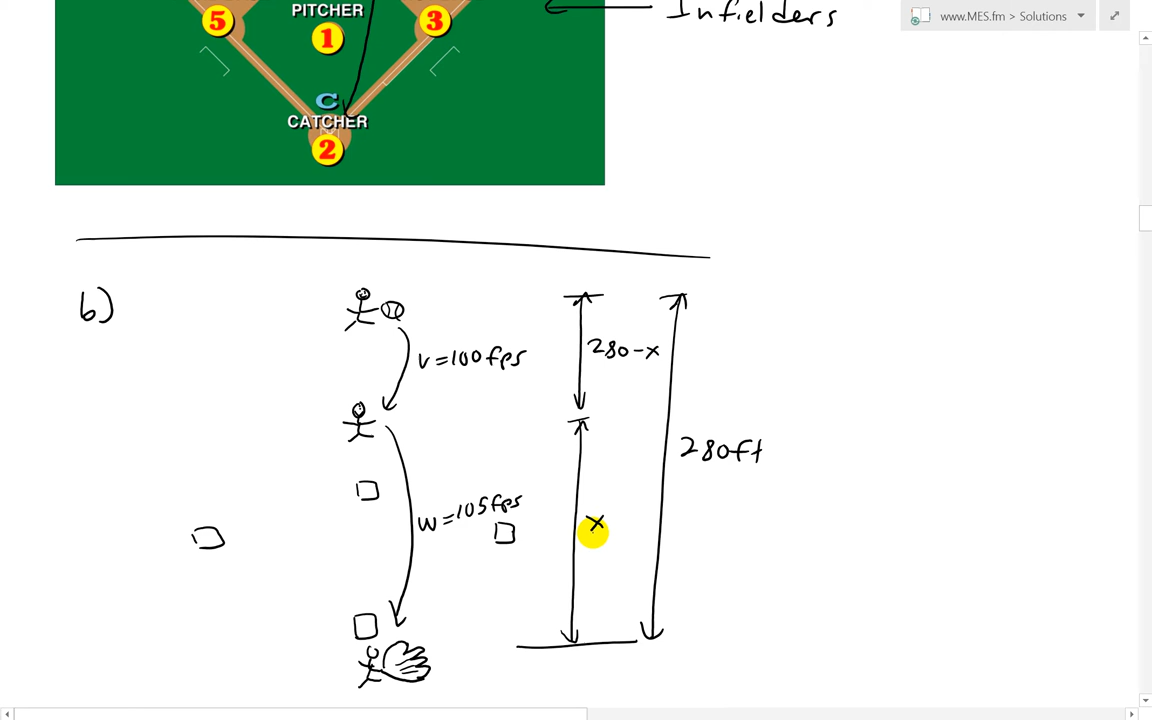 www.MES.fm > Solutions
Infielders
PITCHER
5
3
1
C
CATCHER
2
b)
v=100fps
280-x
280ft
w=105fps
x